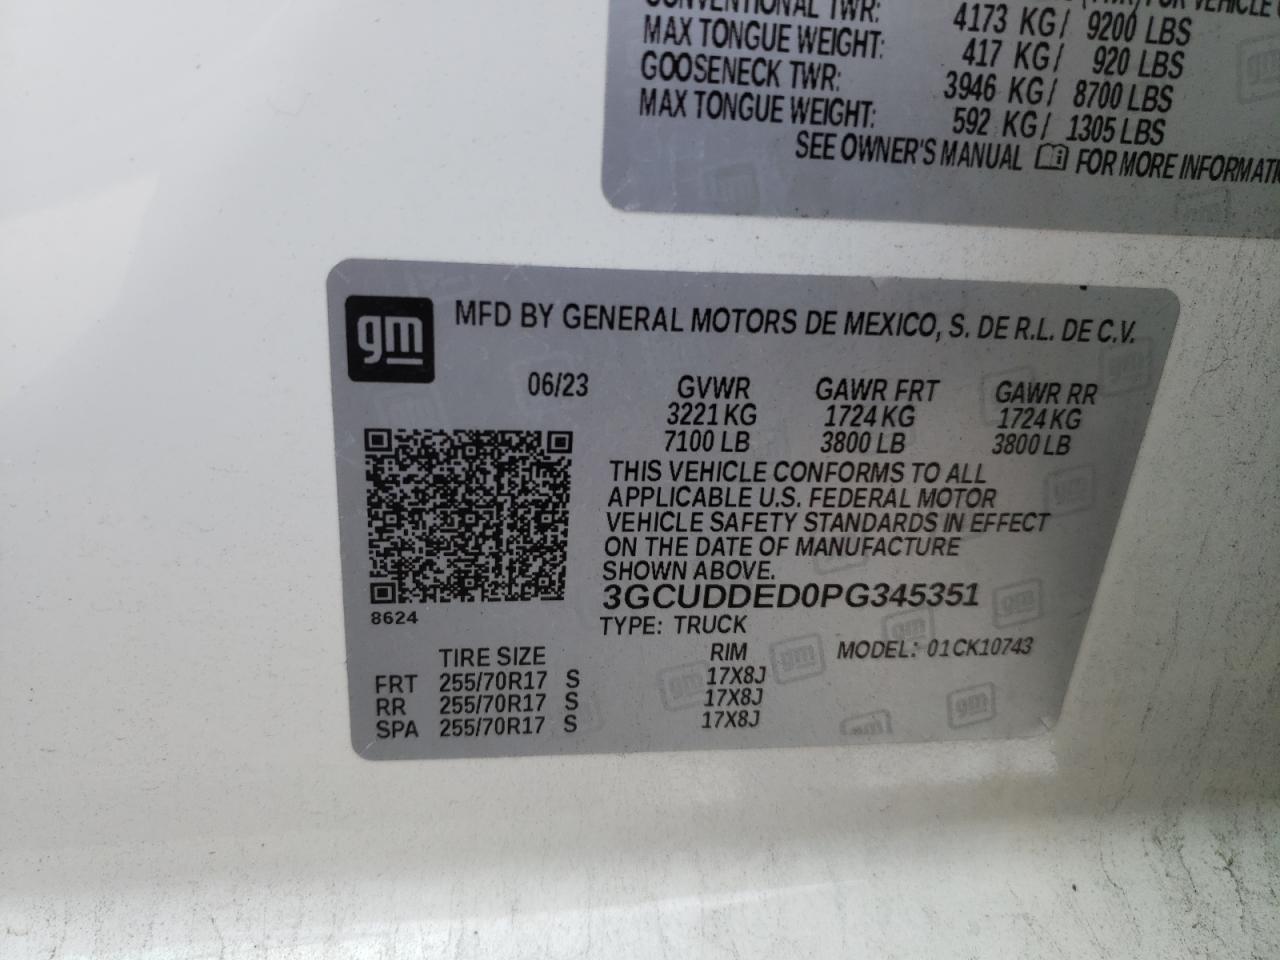 CONVENTIONAL TWR: 4173 KG/ 9200 LBS
MAX TONGUE WEIGHT: 417 KG/ 920 LBS
GOOSENECK TWR: 3946 KG/ 8700 LBS
MAX TONGUE WEIGHT: 592 KG/ 1305 LBS
SEE OWNER'S MANUAL FOR MORE INFORMATI
gm
MFD BY GENERAL MOTORS DE MEXICO, S. DE R.L. DE C.V.
06/23 GVWR GAWR FRT GAWR RR
3221 KG 1724 KG 1724 KG
7100 LB 3800 LB 3800 LB
THIS VEHICLE CONFORMS TO ALL
APPLICABLE U.S. FEDERAL MOTOR
VEHICLE SAFETY STANDARDS IN EFFECT
ON THE DATE OF MANUFACTURE
SHOWN ABOVE.
3GCUDDED0PG345351
8624
TYPE: TRUCK
TIRE SIZE RIM MODEL: 01CK10743
FRT 255/70R17 S 17X8J
RR 255/70R17 S 17X8J
SPA 255/70R17 S 17X8J